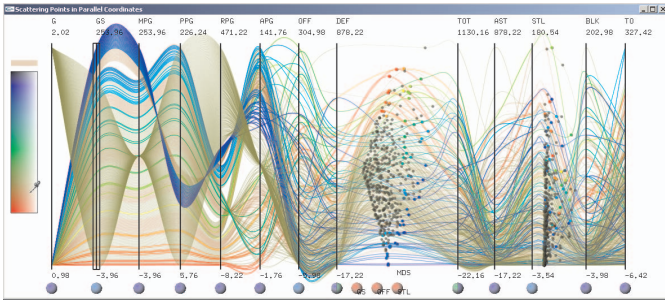 Scattering Points in Parallel Coordinates
G GS MPG PPG RPG APG OFF DEF TOT AST STL BLK TO
2,02 253,96 253,96 226,24 471,22 141,76 304,98 878,22 1130,16 878,22 180,54 202,98 327,42
MDS
0,98 -3,96 -3,96 -5,76 -8,22 -1,76 -5,98 -17,22 -22,16 -17,22 -3,54 -3,98 -6,42
GS OFF STL